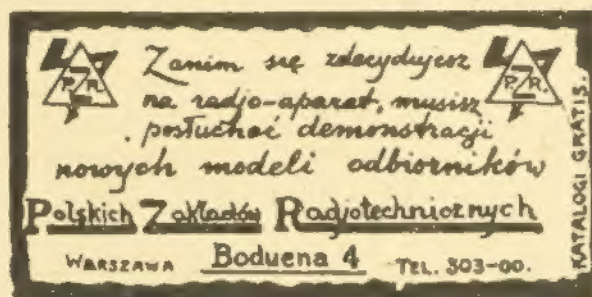 P.Z.R.
P.Z.R.
Zanim się zdecydujesz
na radjo-aparat, musisz
posłuchać demonstracji
nowych modeli odbiorników
Polskich Zakładów Radjotechnicznych
WARSZAWA Boduena 4 TEL. 503-00.
KATALOGI GRATIS.